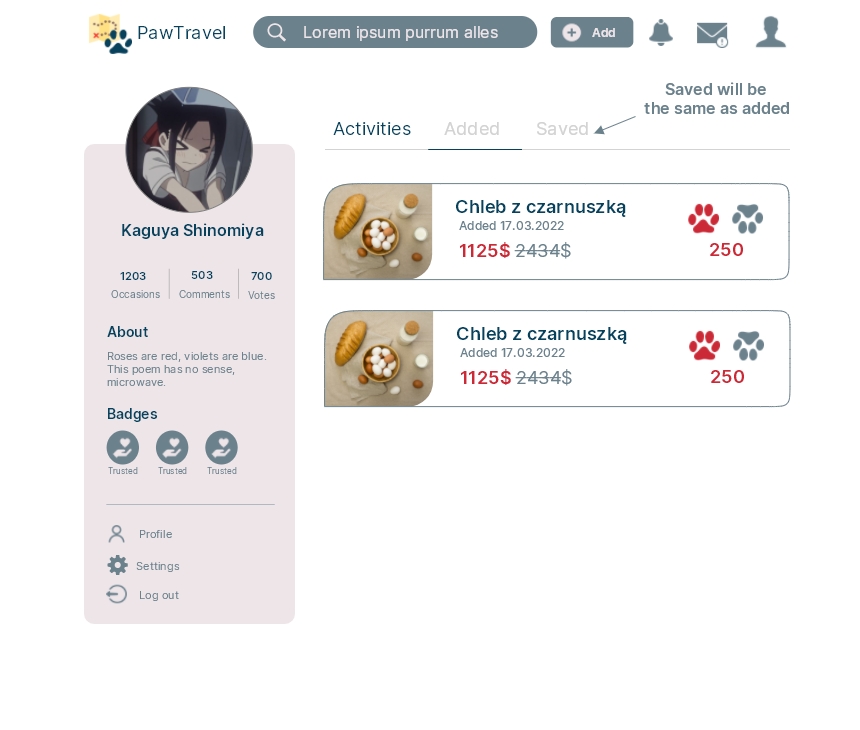 PawTravel
Lorem ipsum purrum alles
Add
Saved will be
the same as added
Activities
Added
Saved
Kaguya Shinomiya
1203
503
700
Occasions
Comments
Votes
About
Roses are red, violets are blue.
This poem has no sense,
microwave.
Badges
Trusted
Trusted
Trusted
Profile
Settings
Log out
Chleb z czarnuszką
Added 17.03.2022
1125$ 2434$
250
Chleb z czarnuszką
Added 17.03.2022
1125$ 2434$
250